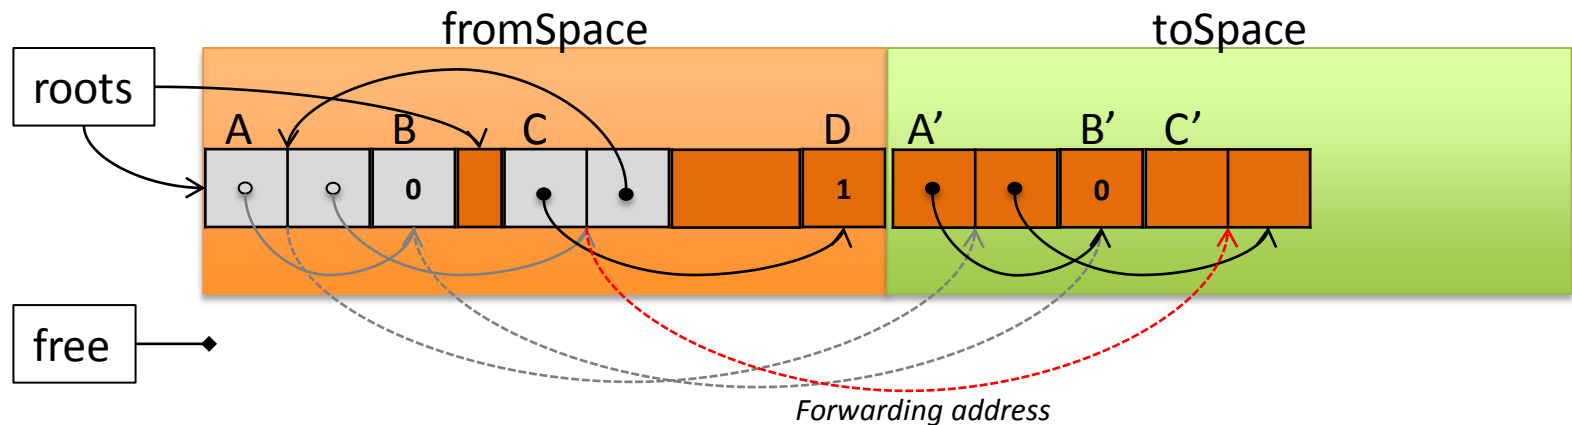 fromSpace toSpace
roots
A B C D A’ B’ C’
0 1 0
free
Forwarding address